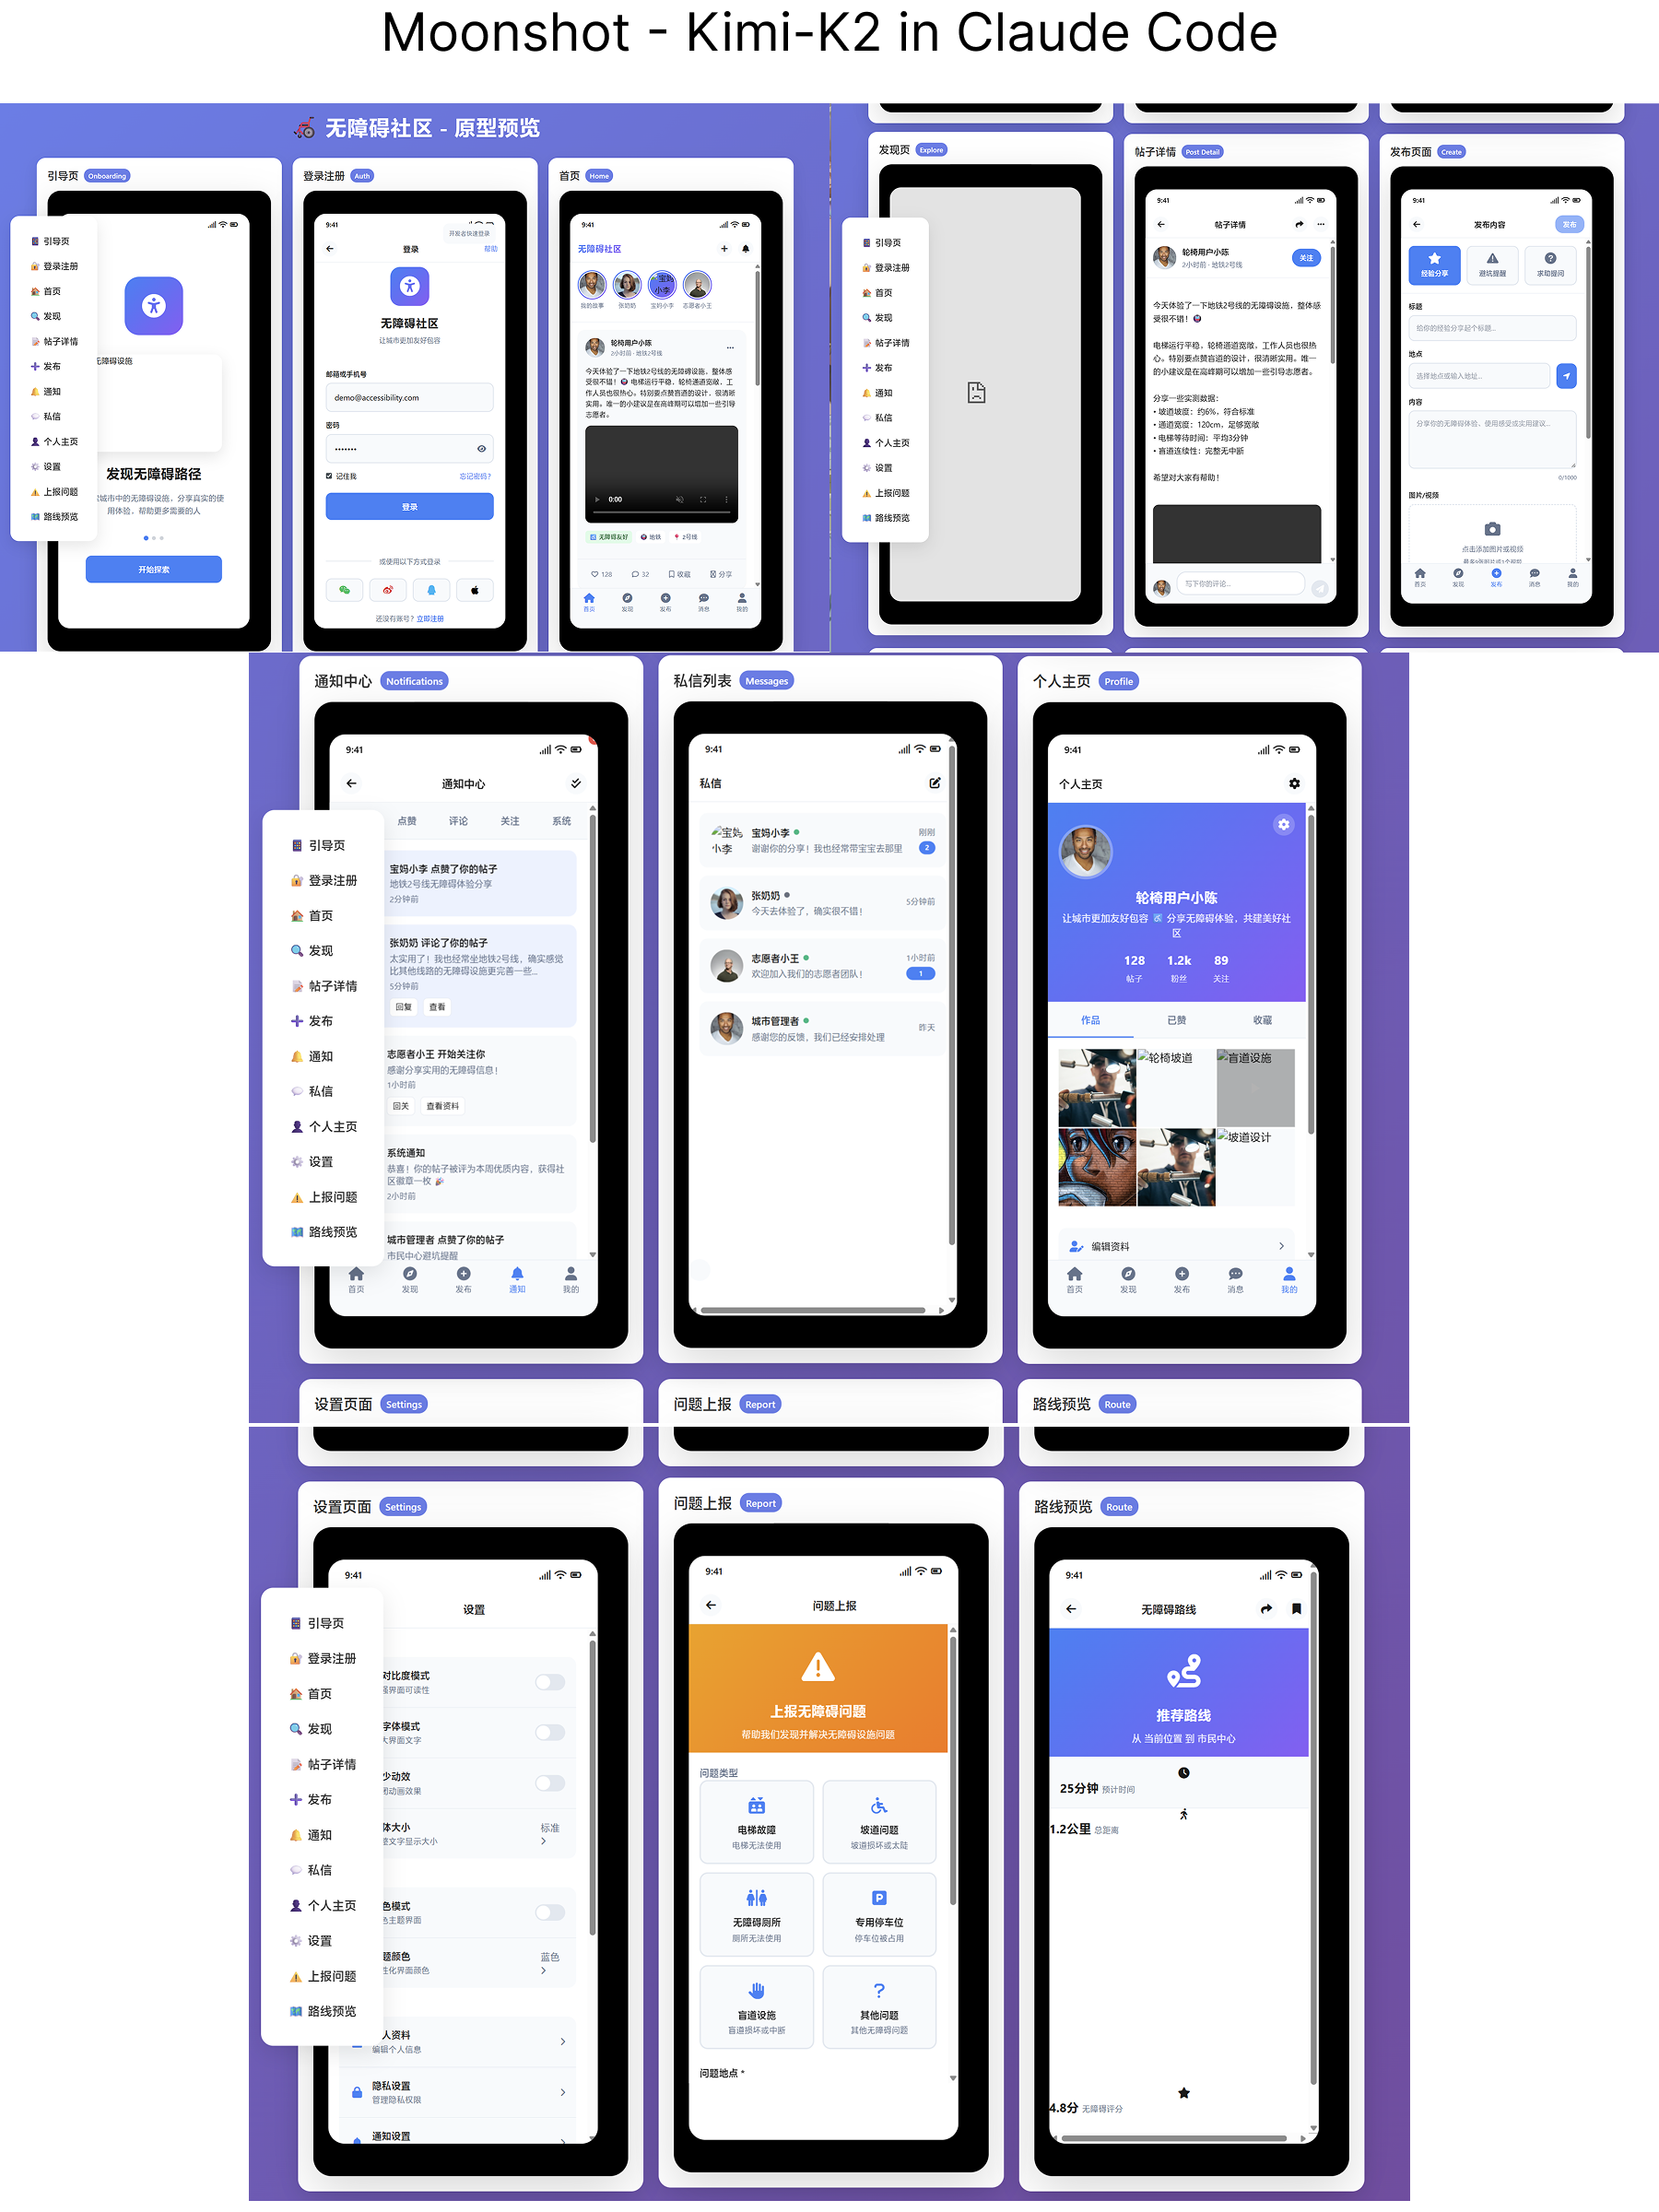 Moonshot - Kimi-K2 in Claude Code
无障碍社区 - 原型预览
引导页 Onboarding
引导页
登录注册
首页
发现
帖子详情
发布
通知
私信
个人主页
设置
上报问题
路线预览
无障碍设施
发现无障碍路径
城市中的无障碍设施，分享真实的使
用体验，帮助更多需要的人
开始探索
登录注册 Auth
9:41
开发者快速登录
登录
帮助
无障碍社区
让城市更加友好包容
邮箱或手机号
demo@accessibility.com
密码
•••••••
记住我
忘记密码?
登录
或使用以下方式登录
还没有账号? 立即注册
首页 Home
9:41
无障碍社区
我的故事
张奶奶
宝妈
小李
宝妈小李
志愿者小王
轮椅用户小陈
2小时前 · 地铁2号线
今天体验了一下地铁2号线的无障碍设施，整体感
受很不错！ 电梯运行平稳，轮椅通道宽敞，工
作人员也很热心。特别要点赞盲道的设计，很清晰
实用。唯一的小建议是在高峰期可以增加一些引导
志愿者。
0:00
无障碍友好
地铁
2号线
128
32
收藏
分享
首页
发现
发布
消息
我的
发现页 Explore
引导页
登录注册
首页
发现
帖子详情
发布
通知
私信
个人主页
设置
上报问题
路线预览
帖子详情 Post Detail
9:41
帖子详情
轮椅用户小陈
2小时前 · 地铁2号线
关注
今天体验了一下地铁2号线的无障碍设施，整体感
受很不错！
电梯运行平稳，轮椅通道宽敞，工作人员也很热
心。特别要点赞盲道的设计，很清晰实用。唯一
的小建议是在高峰期可以增加一些引导志愿者。
分享一些实测数据：
• 坡道坡度：约6%，符合标准
• 通道宽度：120cm，足够宽敞
• 电梯等待时间：平均3分钟
• 盲道连续性：完整无中断
希望对大家有帮助！
写下你的评论...
发布页面 Create
9:41
发布内容
发布
经验分享
避坑提醒
求助提问
标题
给你的经验分享起个标题...
地点
选择地点或输入地址...
内容
分享你的无障碍体验、使用感受或实用建议...
0/1000
图片/视频
点击添加图片或视频
最多9张图片或1个视频
首页
发现
发布
消息
我的
通知中心 Notifications
9:41
通知中心
点赞
评论
关注
系统
引导页
登录注册
首页
发现
帖子详情
发布
通知
私信
个人主页
设置
上报问题
路线预览
宝妈小李 点赞了你的帖子
地铁2号线无障碍体验分享
2分钟前
张奶奶 评论了你的帖子
太实用了！我也经常坐地铁2号线，确实感觉
比其他线路的无障碍设施更完善一些...
5分钟前
回复
查看
志愿者小王 开始关注你
感谢分享实用的无障碍信息！
1小时前
回关
查看资料
系统通知
恭喜！你的帖子被评为本周优质内容，获得社
区徽章一枚
2小时前
城市管理者 点赞了你的帖子
市民中心避坑提醒
首页
发现
发布
通知
我的
私信列表 Messages
9:41
私信
宝妈
小李
宝妈小李
刚刚
谢谢你的分享！我也经常带宝宝去那里
2
张奶奶
5分钟前
今天去体验了，确实很不错！
志愿者小王
1小时前
欢迎加入我们的志愿者团队！
1
城市管理者
昨天
感谢您的反馈，我们已经安排处理
个人主页 Profile
9:41
个人主页
轮椅用户小陈
让城市更加友好包容 分享无障碍体验，共建美好社
区
128
1.2k
89
帖子
粉丝
关注
作品
已赞
收藏
轮椅坡道
盲道设施
坡道设计
编辑资料
首页
发现
发布
消息
我的
设置页面 Settings
问题上报 Report
路线预览 Route
设置页面 Settings
9:41
设置
引导页
登录注册
首页
发现
帖子详情
发布
通知
私信
个人主页
设置
上报问题
路线预览
对比度模式
强界面可读性
字体模式
大界面文字
少动效
闭动画效果
体大小
整文字显示大小
标准
色模式
色主题界面
题颜色
性化界面颜色
蓝色
人资料
编辑个人信息
隐私设置
管理隐私权限
通知设置
问题上报 Report
9:41
问题上报
上报无障碍问题
帮助我们发现并解决无障碍设施问题
问题类型
电梯故障
电梯无法使用
坡道问题
坡道损坏或太陡
无障碍厕所
厕所无法使用
专用停车位
停车位被占用
盲道设施
盲道损坏或中断
其他问题
其他无障碍问题
问题地点 *
路线预览 Route
9:41
无障碍路线
推荐路线
从 当前位置 到 市民中心
25分钟 预计时间
1.2公里 总距离
4.8分 无障碍评分